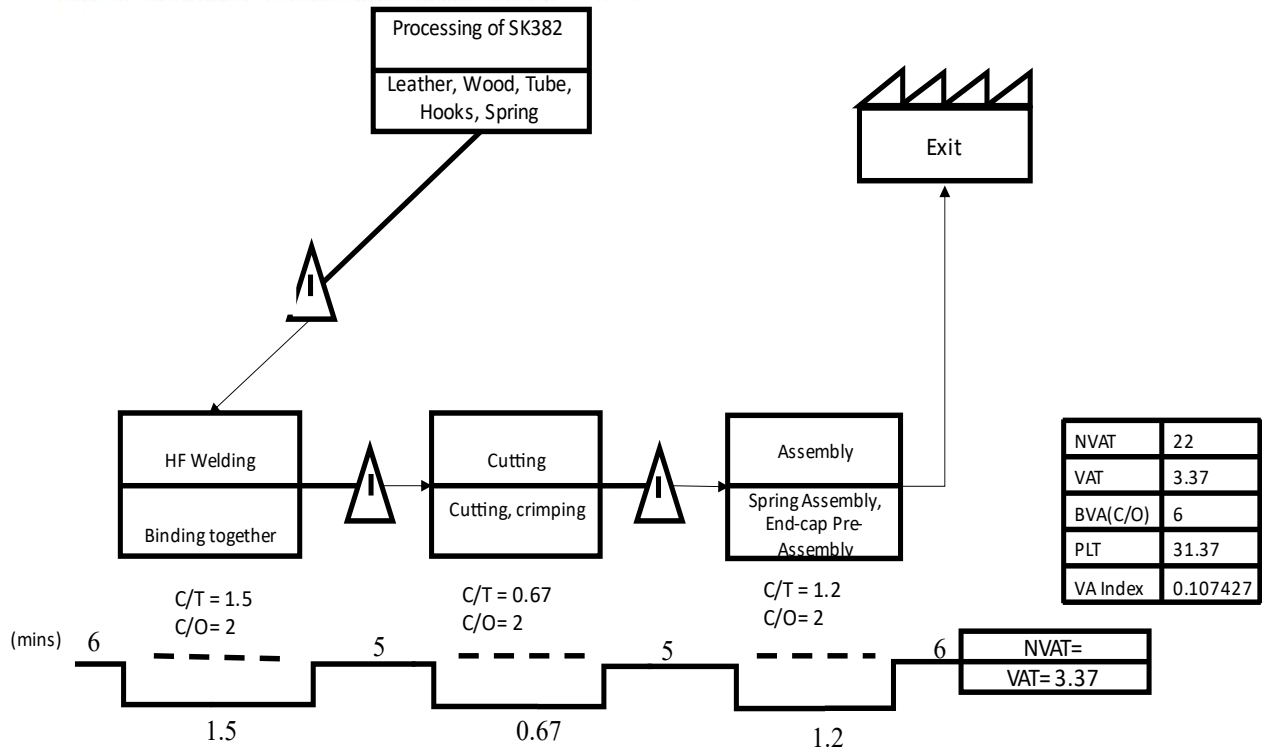 Processing of SK382
Leather, Wood, Tube,
Hooks, Spring
Exit
I
HF Welding
Binding together
I
Cutting
Cutting, crimping
I
Assembly
Spring Assembly,
End-cap Pre-
Assembly
NVAT 22
VAT 3.37
BVA(C/O) 6
PLT 31.37
VA Index 0.107427
C/T = 1.5
C/O= 2
C/T = 0.67
C/O= 2
C/T = 1.2
C/O= 2
(mins) 6 5 5 6
NVAT=
VAT= 3.37
1.5 0.67 1.2